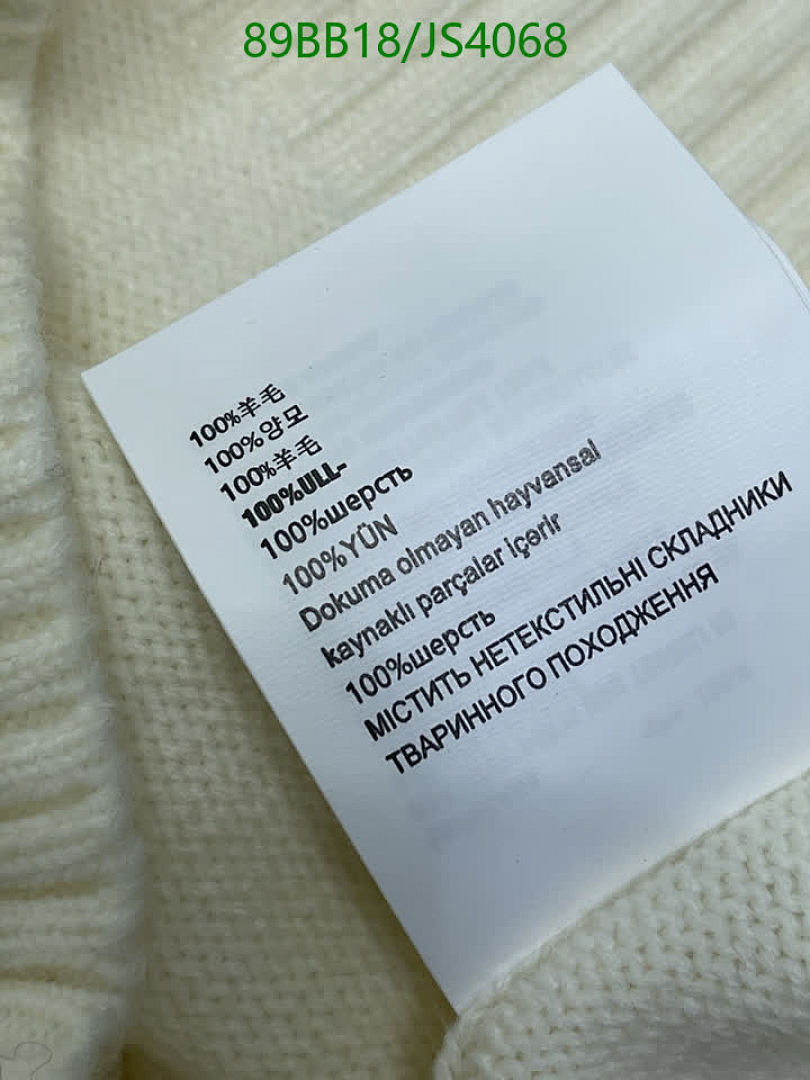 89BB18/JS4068
100%羊毛
100%양모
100%羊毛
100%ULL-
100%шерсть
100%YÜN
Dokuma olmayan hayvansal
kaynaklı parçalar içərir
100%шерсть
МІСТИТЬ НЕТЕКСТИЛЬНІ СКЛАДНИКИ
ТВАРИННОГО ПОХОДЖЕННЯ